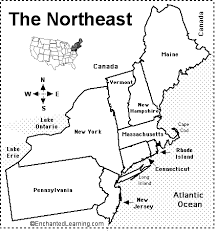 The Northeast
Canada
Maine
Canada
Vermont
N
W E
S
New
Hampshire
Lake
Ontario
Massachusetts
Cape
Cod
New York
Lake
Erie
Rhode
Island
Connecticut
Long
Island
Pennsylvania
Atlantic
Ocean
New
Jersey
©EnchantedLearning.com